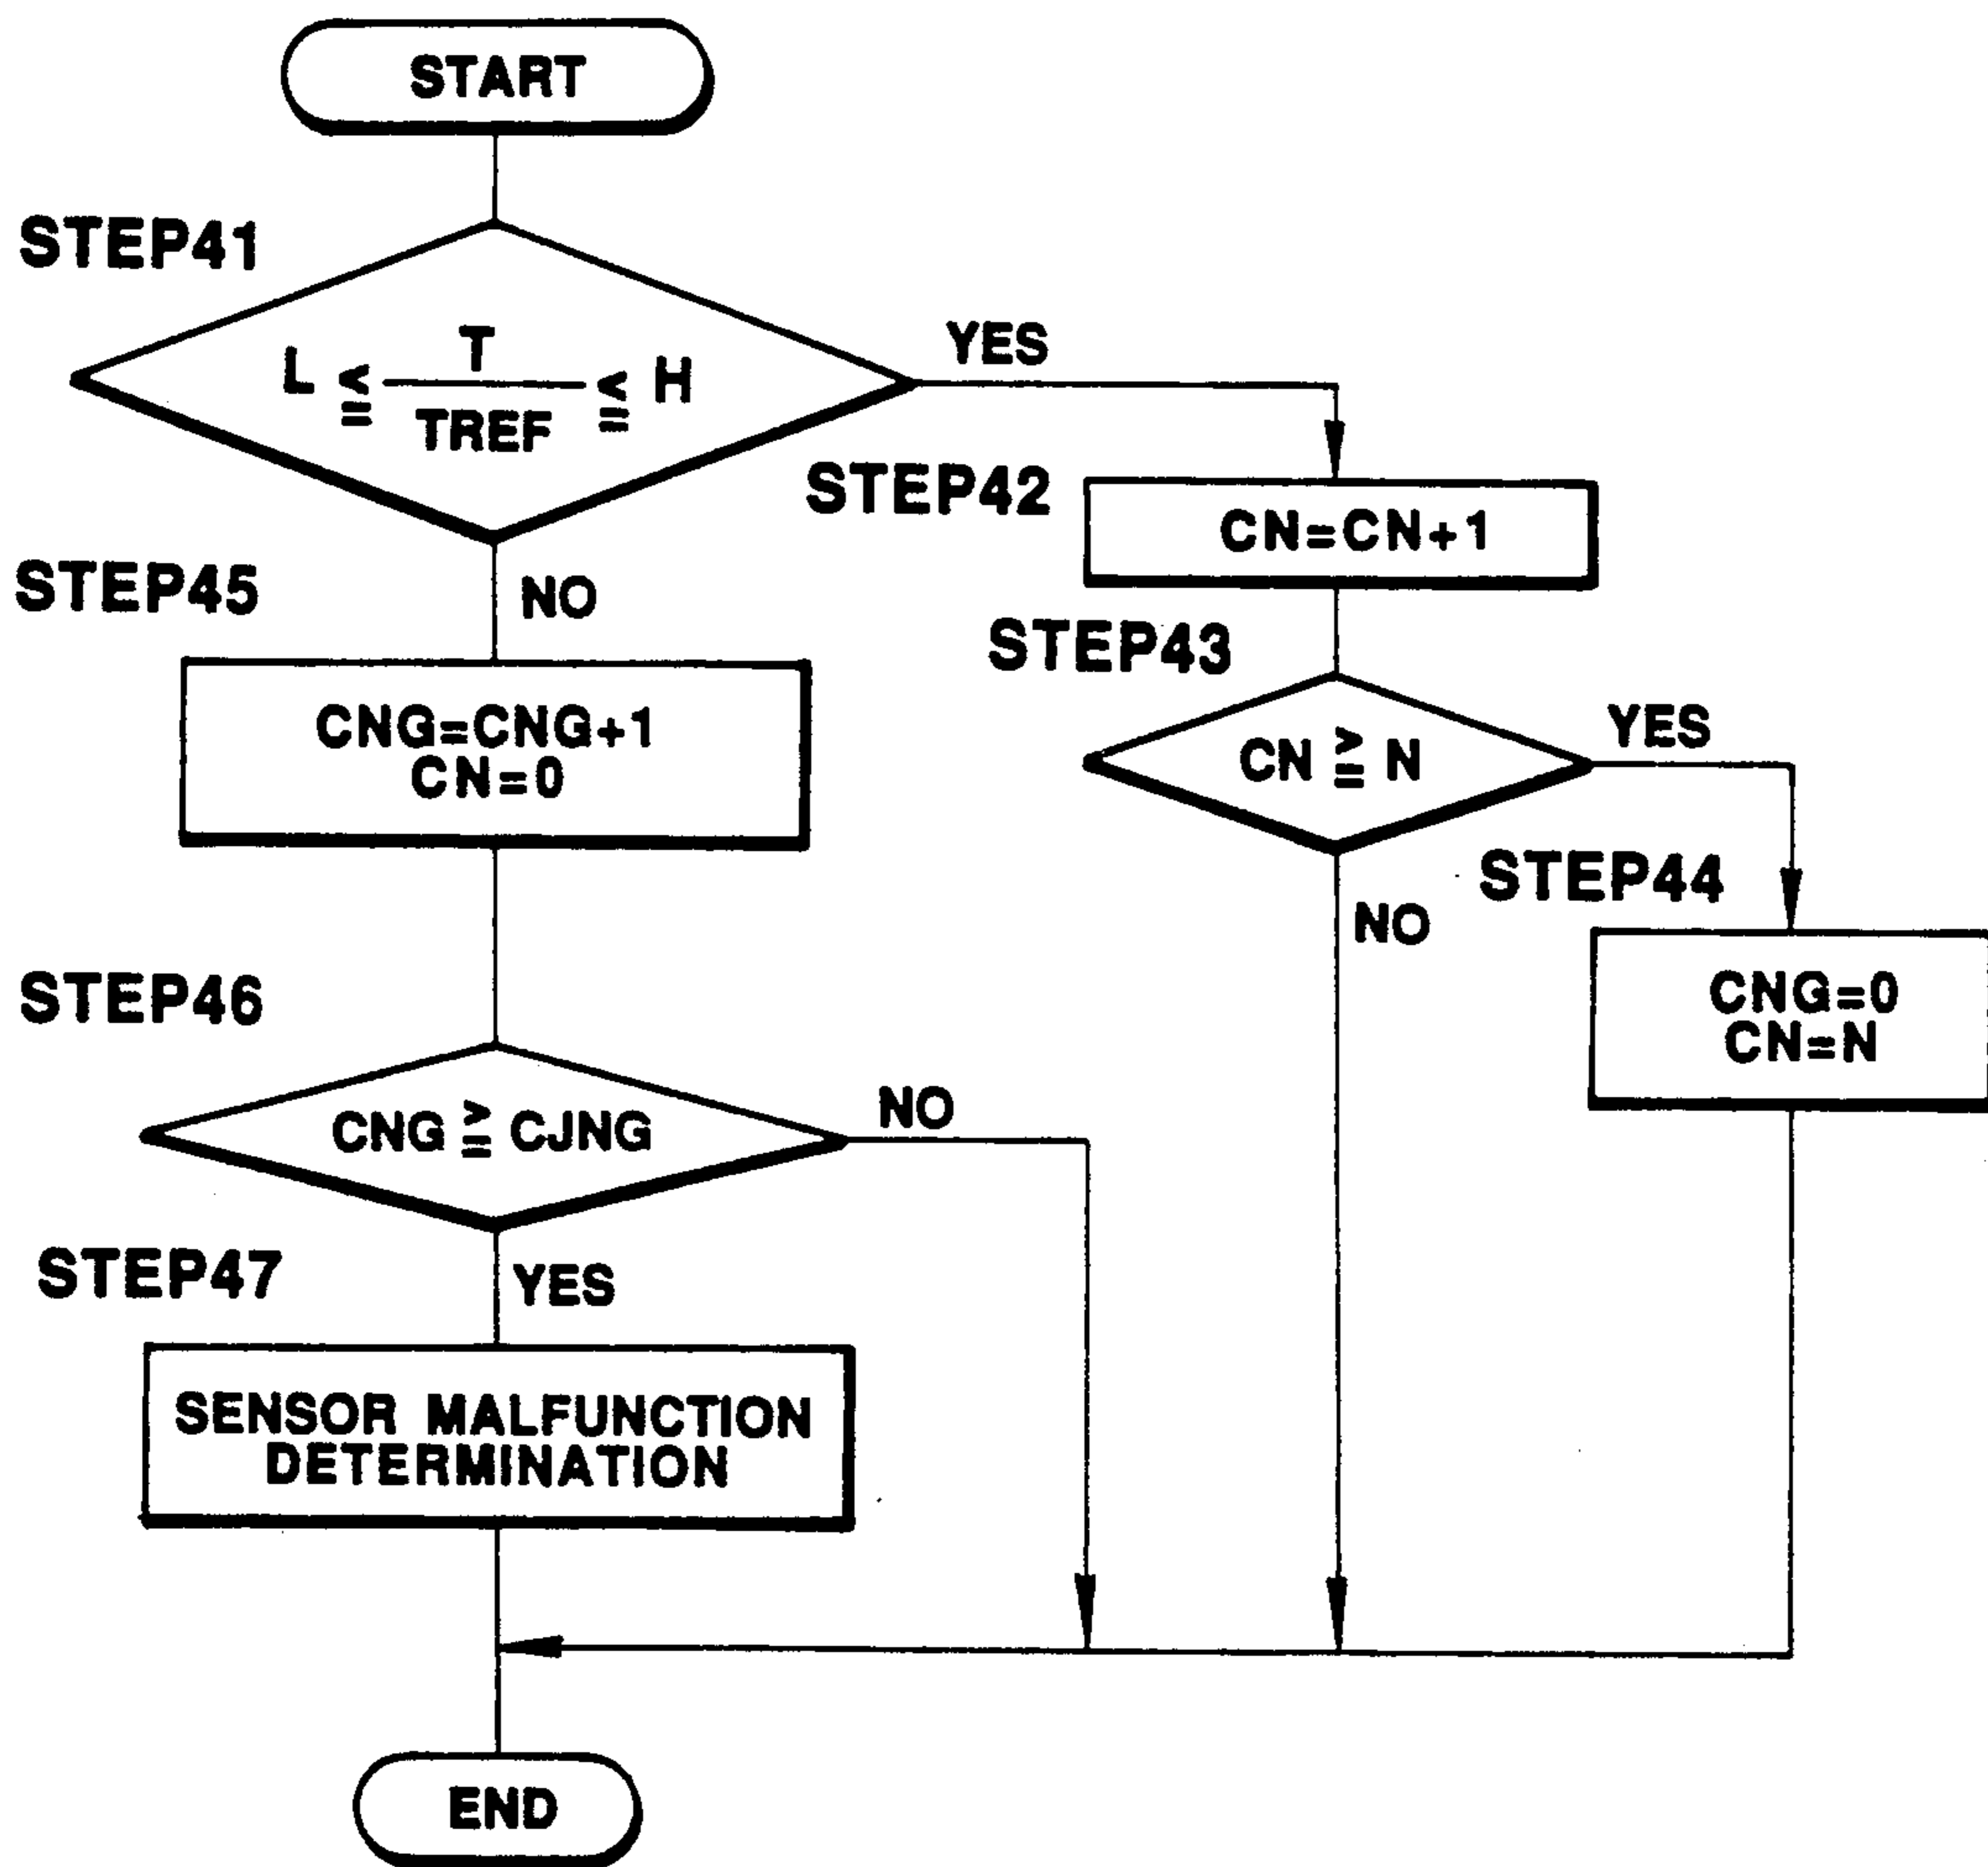 START
STEP41
L ≦ T/TREF ≦ H
YES
STEP42
CN=CN+1
STEP45
NO
STEP43
CNG=CNG+1
CN=0
CN ≧ N
YES
STEP44
NO
CNG=0
CN=N
STEP46
CNG ≧ CJNG
NO
STEP47
YES
SENSOR MALFUNCTION
DETERMINATION
END